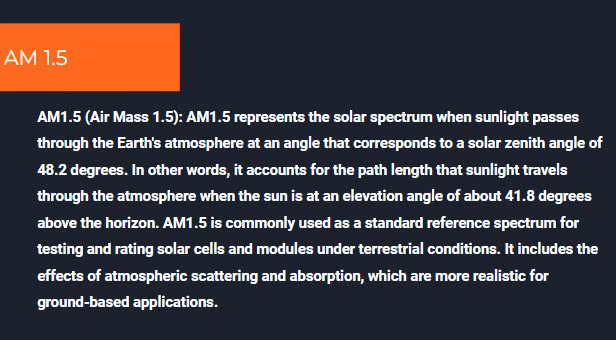 AM 1.5
AM1.5 (Air Mass 1.5): AM1.5 represents the solar spectrum when sunlight passes
through the Earth's atmosphere at an angle that corresponds to a solar zenith angle of
48.2 degrees. In other words, it accounts for the path length that sunlight travels
through the atmosphere when the sun is at an elevation angle of about 41.8 degrees
above the horizon. AM1.5 is commonly used as a standard reference spectrum for
testing and rating solar cells and modules under terrestrial conditions. It includes the
effects of atmospheric scattering and absorption, which are more realistic for
ground-based applications.